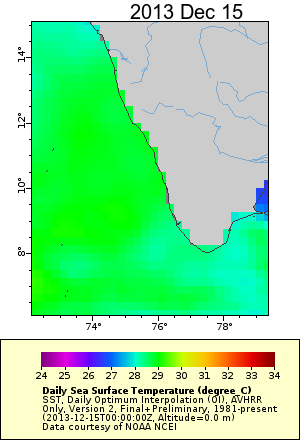 2013 Dec 15
14°
12°
10°
8°
74° 76° 78°
24 25 26 27 28 29 30 31 32 33 34
Daily Sea Surface Temperature (degree_C)
SST, Daily Optimum Interpolation (OI), AVHRR
Only, Version 2, Final+Preliminary, 1981-present
(2013-12-15T00:00:00Z, Altitude=0.0 m)
Data courtesy of NOAA NCEI